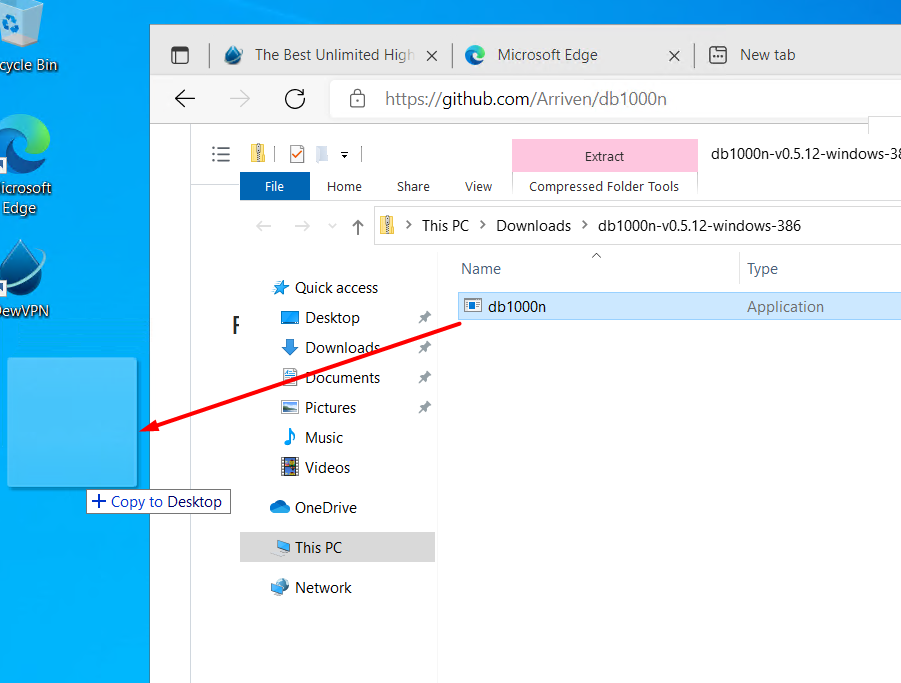 cycle Bin
The Best Unlimited High
Microsoft Edge
New tab
https://github.com/Arriven/db1000n
icrosoft
Edge
Extract
db1000n-v0.5.12-windows-38
File
Home
Share
View
Compressed Folder Tools
This PC
Downloads
db1000n-v0.5.12-windows-386
Name
Type
ewVPN
Quick access
db1000n
Application
F
Desktop
Downloads
Documents
Pictures
Music
Videos
Copy to Desktop
OneDrive
This PC
Network